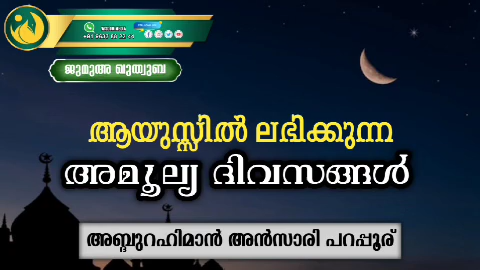 ജുമുഅ ഖുത്വുബ
ആയുസ്സിൽ ലഭിക്കുന്ന
അമൂല്യ ദിവസങ്ങൾ
അബ്ദുറഹിമാൻ അൻസാരി പറപ്പൂര്